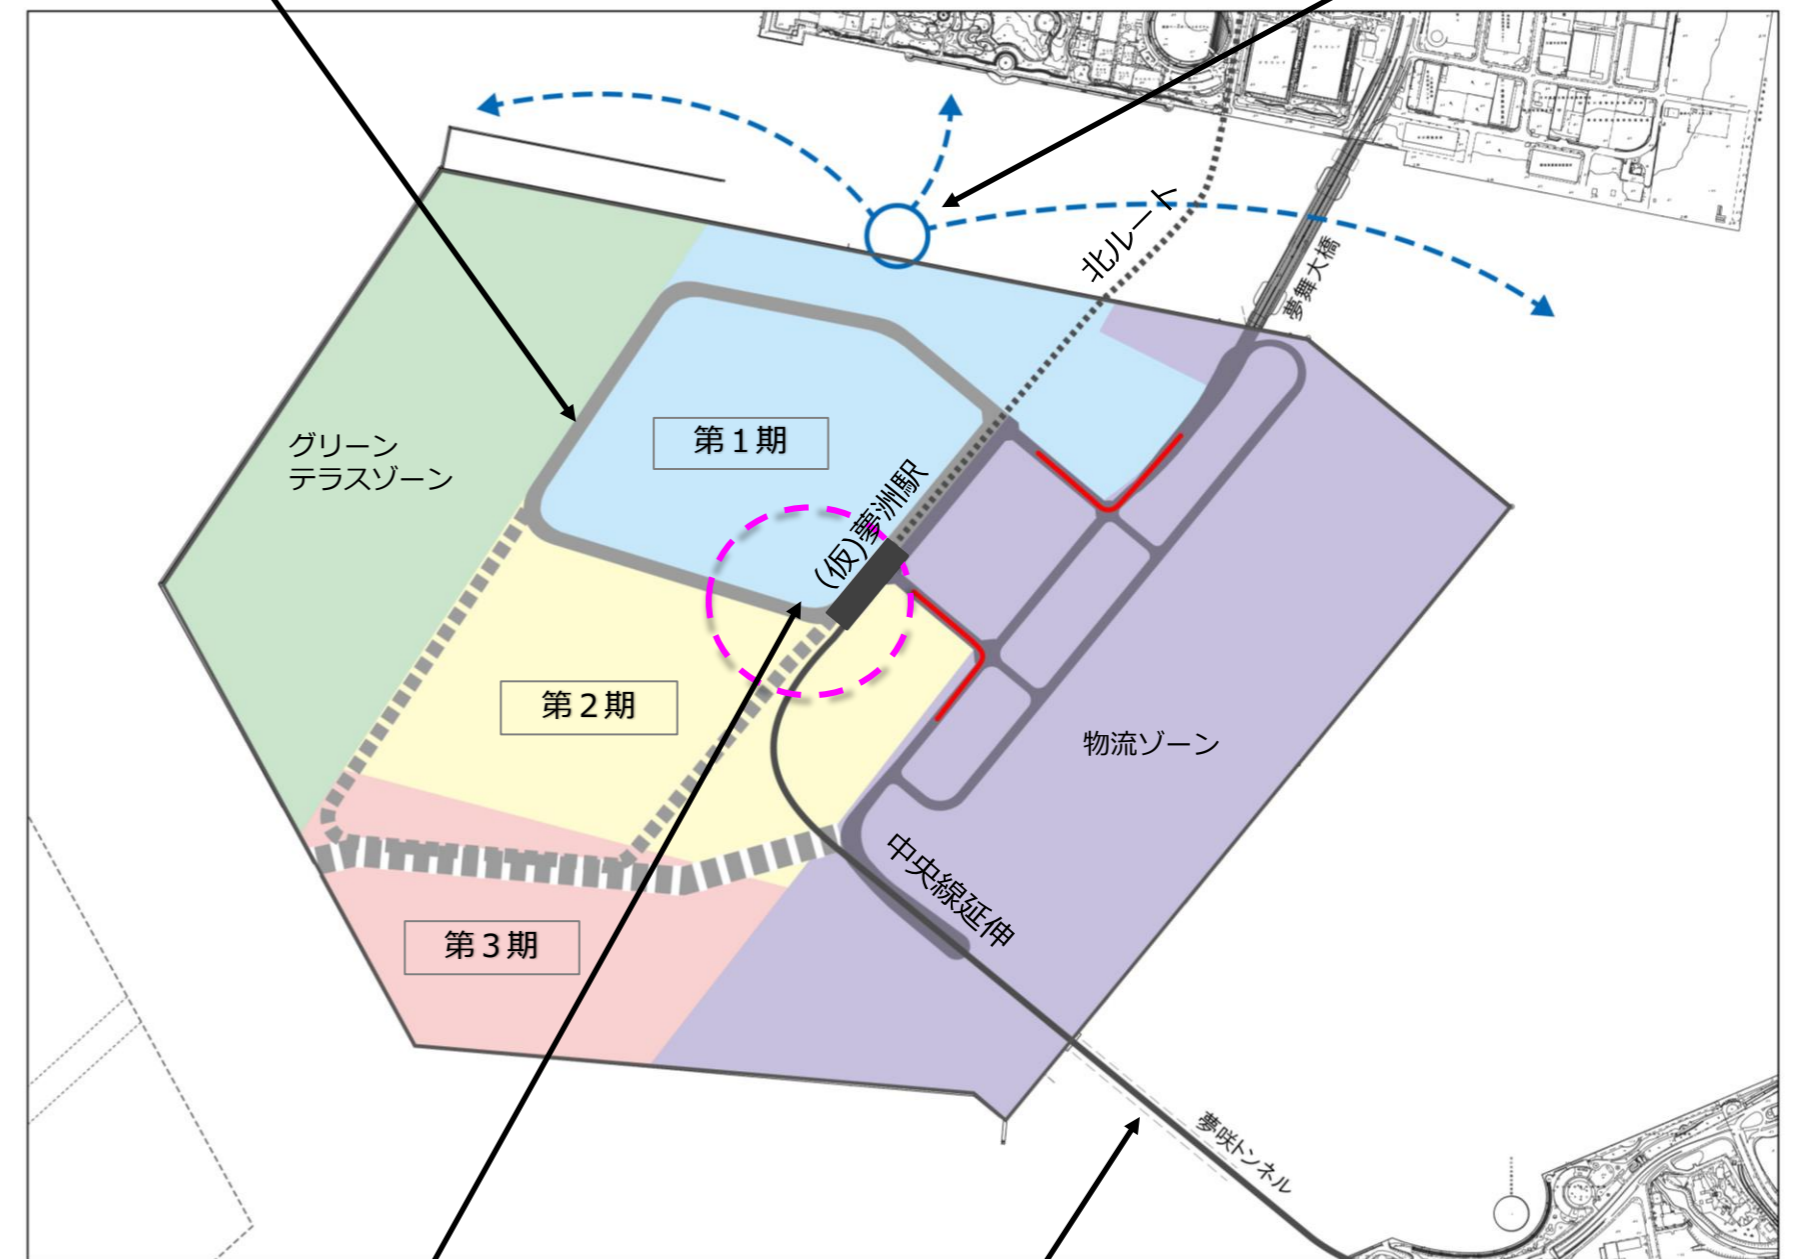 北ルート
夢舞大橋
グリーン
テラスゾーン
第１期
(仮)夢洲駅
第２期
物流ゾーン
中央線延伸
第３期
夢咲トンネル